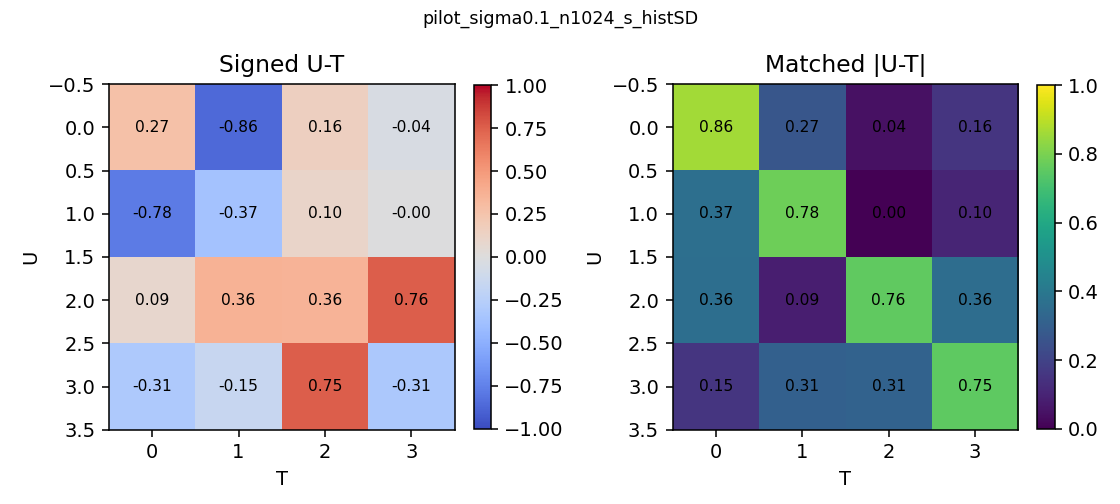 pilot_sigma0.1_n1024_s_histSD
Signed U-T
−0.5
0.0
0.5
1.0
1.5
2.0
2.5
3.0
3.5
U
0.27 -0.86 0.16 -0.04
-0.78 -0.37 0.10 -0.00
0.09 0.36 0.36 0.76
-0.31 -0.15 0.75 -0.31
0 1 2 3
T
1.00
0.75
0.50
0.25
0.00
−0.25
−0.50
−0.75
−1.00
Matched |U-T|
−0.5
0.0
0.5
1.0
1.5
2.0
2.5
3.0
3.5
U
0.86 0.27 0.04 0.16
0.37 0.78 0.00 0.10
0.36 0.09 0.76 0.36
0.15 0.31 0.31 0.75
0 1 2 3
T
1.0
0.8
0.6
0.4
0.2
0.0